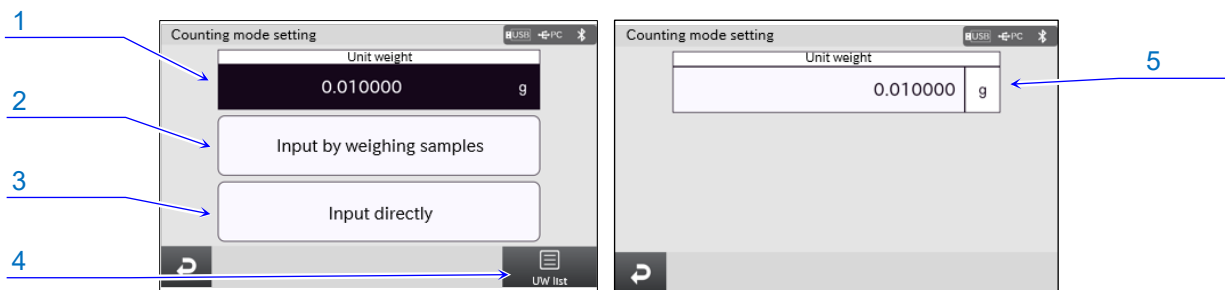 1
Counting mode setting
USB PC
Unit weight
0.010000 g
2
Input by weighing samples
3
Input directly
4
UW list
Counting mode setting
USB PC
Unit weight
0.010000 g
5